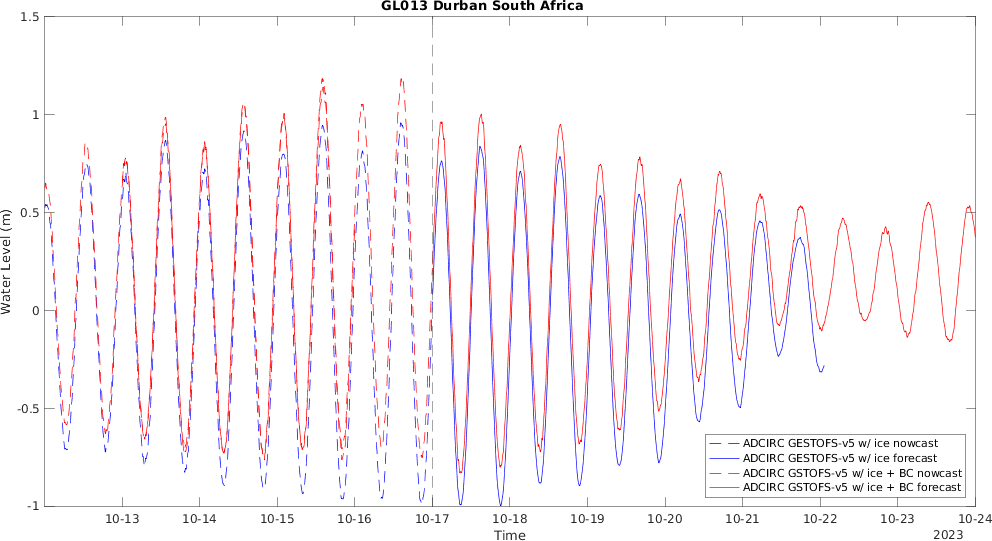 GL013 Durban South Africa
1.5
1
0.5
0
-0.5
-1
Water Level (m)
10-13 10-14 10-15 10-16 10-17 10-18 10-19 10-20 10-21 10-22 10-23 10-24
Time
2023
ADCIRC GESTOFS-v5 w/ ice nowcast
ADCIRC GESTOFS-v5 w/ ice forecast
ADCIRC GSTOFS-v5 w/ ice + BC nowcast
ADCIRC GSTOFS-v5 w/ ice + BC forecast